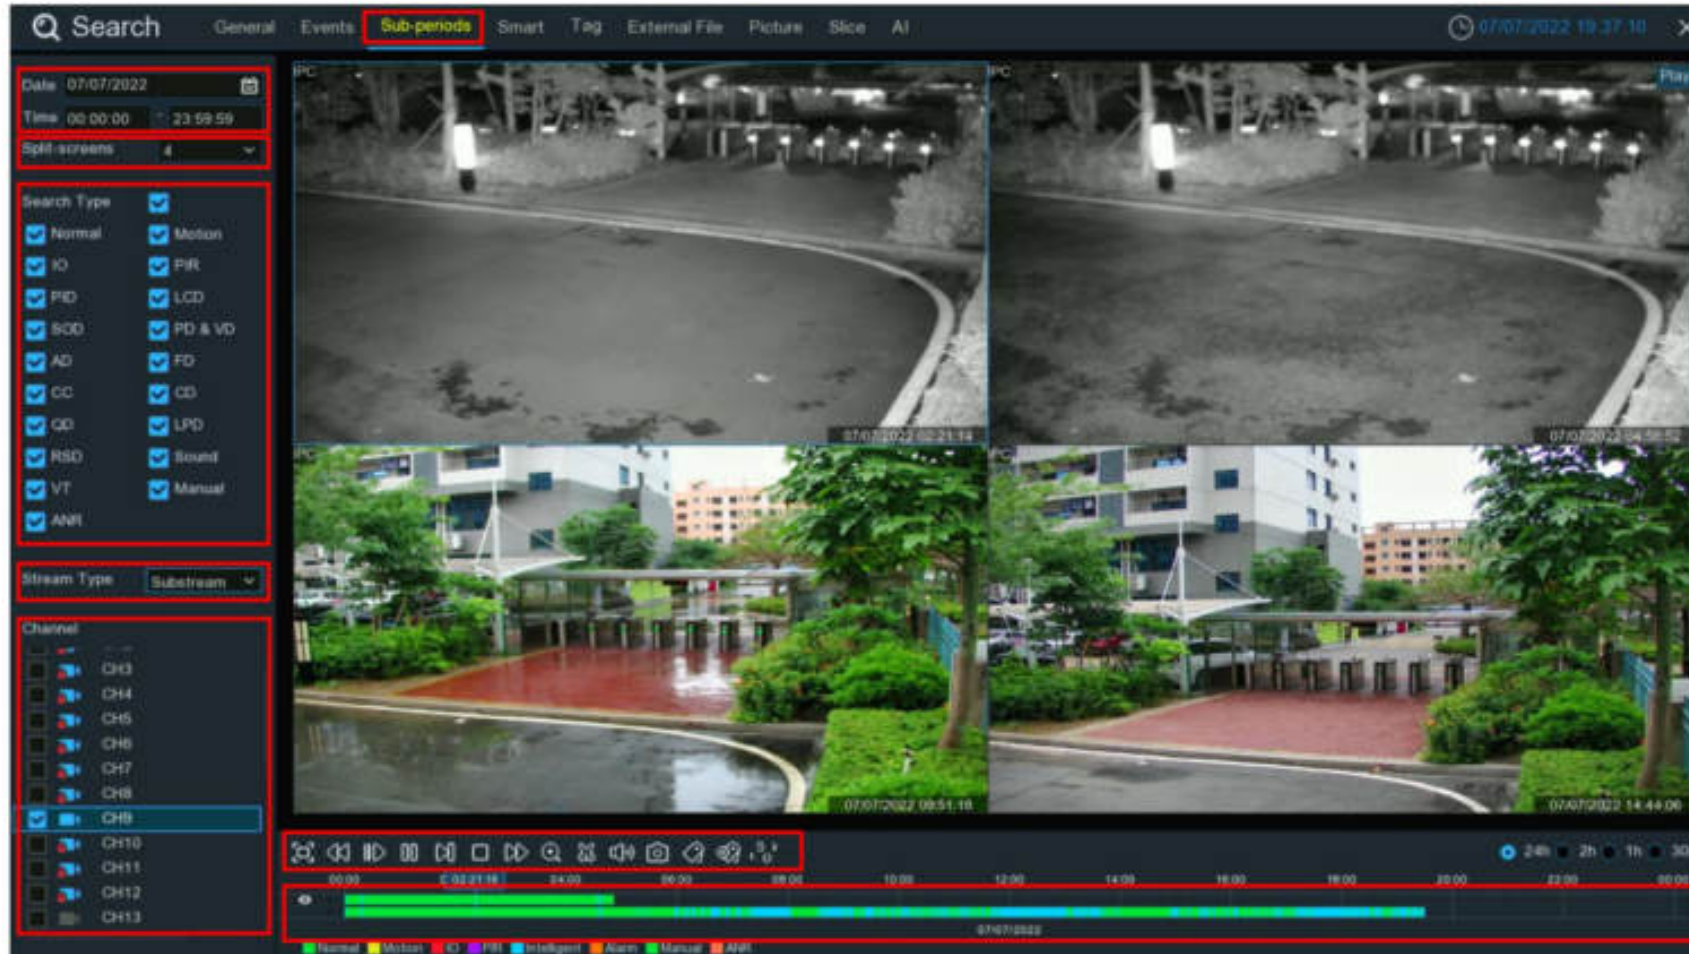 Search General Events Sub-periods Smart Tag External File Picture Slice AI 07/07/2022 19:37:10
Date 07/07/2022
Time 00:00:00 - 23:59:59
Split-screens 4
Search Type
Normal Motion
IO PIR
PID LCD
SOD PD & VD
AD FD
CC CD
QD LPD
RSD Sound
VT Manual
ANR
Stream Type Substream
Channel
CH3
CH4
CH5
CH6
CH7
CH8
CH9
CH10
CH11
CH12
CH13
IPC IPC
Play
07/07/2022 02:21:14 07/07/2022 04:56:52
IPC IPC
07/07/2022 09:51:18 07/07/2022 14:44:06
24h 2h 1h 30
00:00 02:21:16 04:00 06:00 08:00 10:00 12:00 14:00 16:00 18:00 20:00 22:00 00:00
07/07/2022
Normal Motion IO PIR Intelligent Alarm Manual ANR